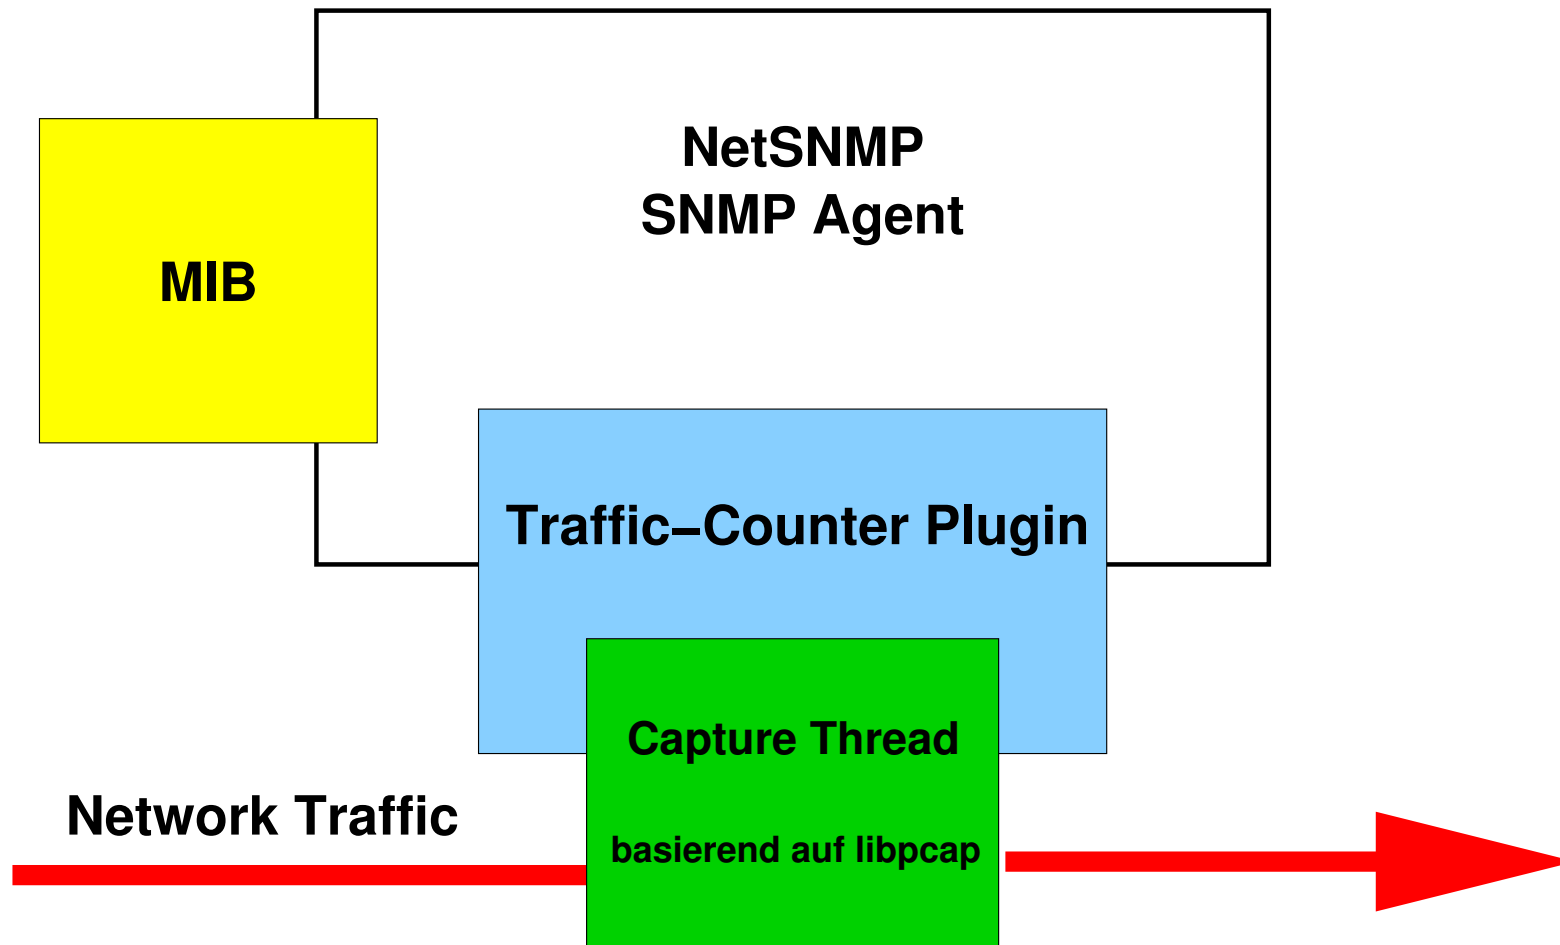 NetSNMP
SNMP Agent
MIB
Traffic–Counter Plugin
Capture Thread
Network Traffic
basierend auf libpcap